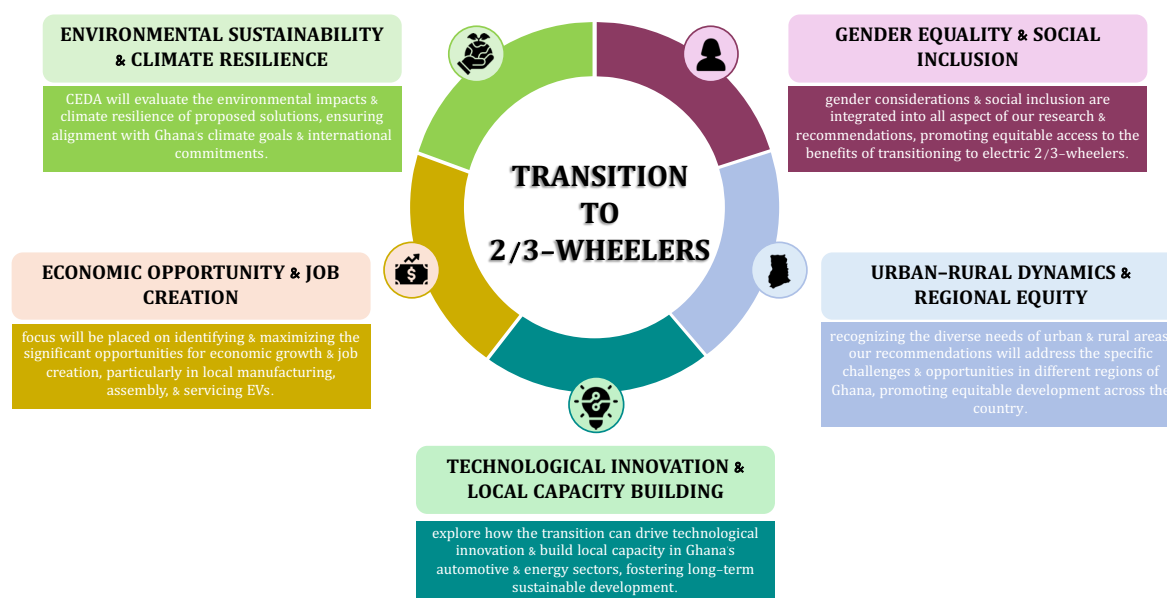 ENVIRONMENTAL SUSTAINABILITY
& CLIMATE RESILIENCE
CEDA will evaluate the environmental impacts &
climate resilience of proposed solutions, ensuring
alignment with Ghana's climate goals & international
commitments.
GENDER EQUALITY & SOCIAL
INCLUSION
gender considerations & social inclusion are
integrated into all aspect of our research &
recommendations, promoting equitable access to the
benefits of transitioning to electric 2/3–wheelers.
TRANSITION
TO
2/3–WHEELERS
ECONOMIC OPPORTUNITY & JOB
CREATION
focus will be placed on identifying & maximizing the
significant opportunities for economic growth & job
creation, particularly in local manufacturing,
assembly, & servicing EVs.
URBAN–RURAL DYNAMICS &
REGIONAL EQUITY
recognizing the diverse needs of urban & rural areas
our recommendations will address the specific
challenges & opportunities in different regions of
Ghana, promoting equitable development across the
country.
TECHNOLOGICAL INNOVATION &
LOCAL CAPACITY BUILDING
explore how the transition can drive technological
innovation & build local capacity in Ghana's
automotive & energy sectors, fostering long–term
sustainable development.